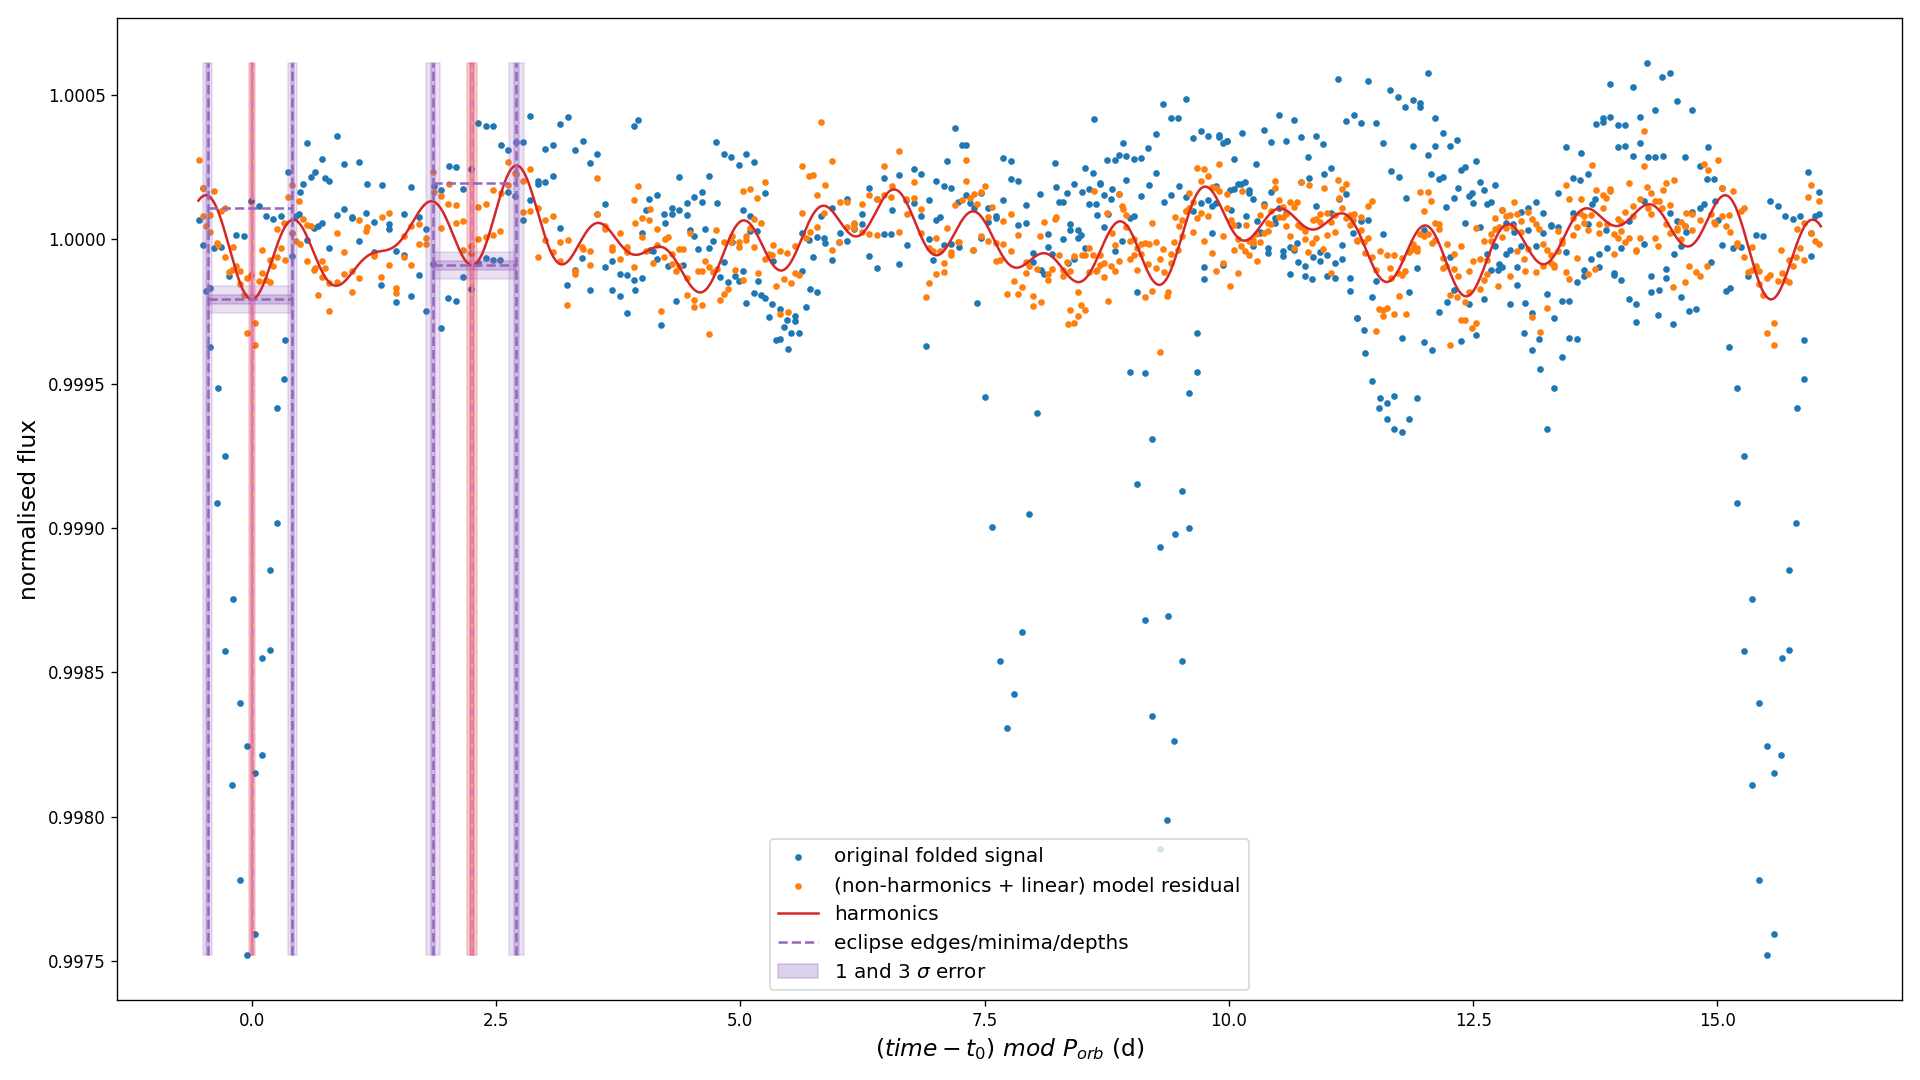 normalised flux
1.0005
1.0000
0.9995
0.9990
0.9985
0.9980
0.9975
original folded signal
(non-harmonics + linear) model residual
harmonics
eclipse edges/minima/depths
1 and 3 σ error
0.0 2.5 5.0 7.5 10.0 12.5 15.0
(time − t₀) mod Pₒᵣb (d)